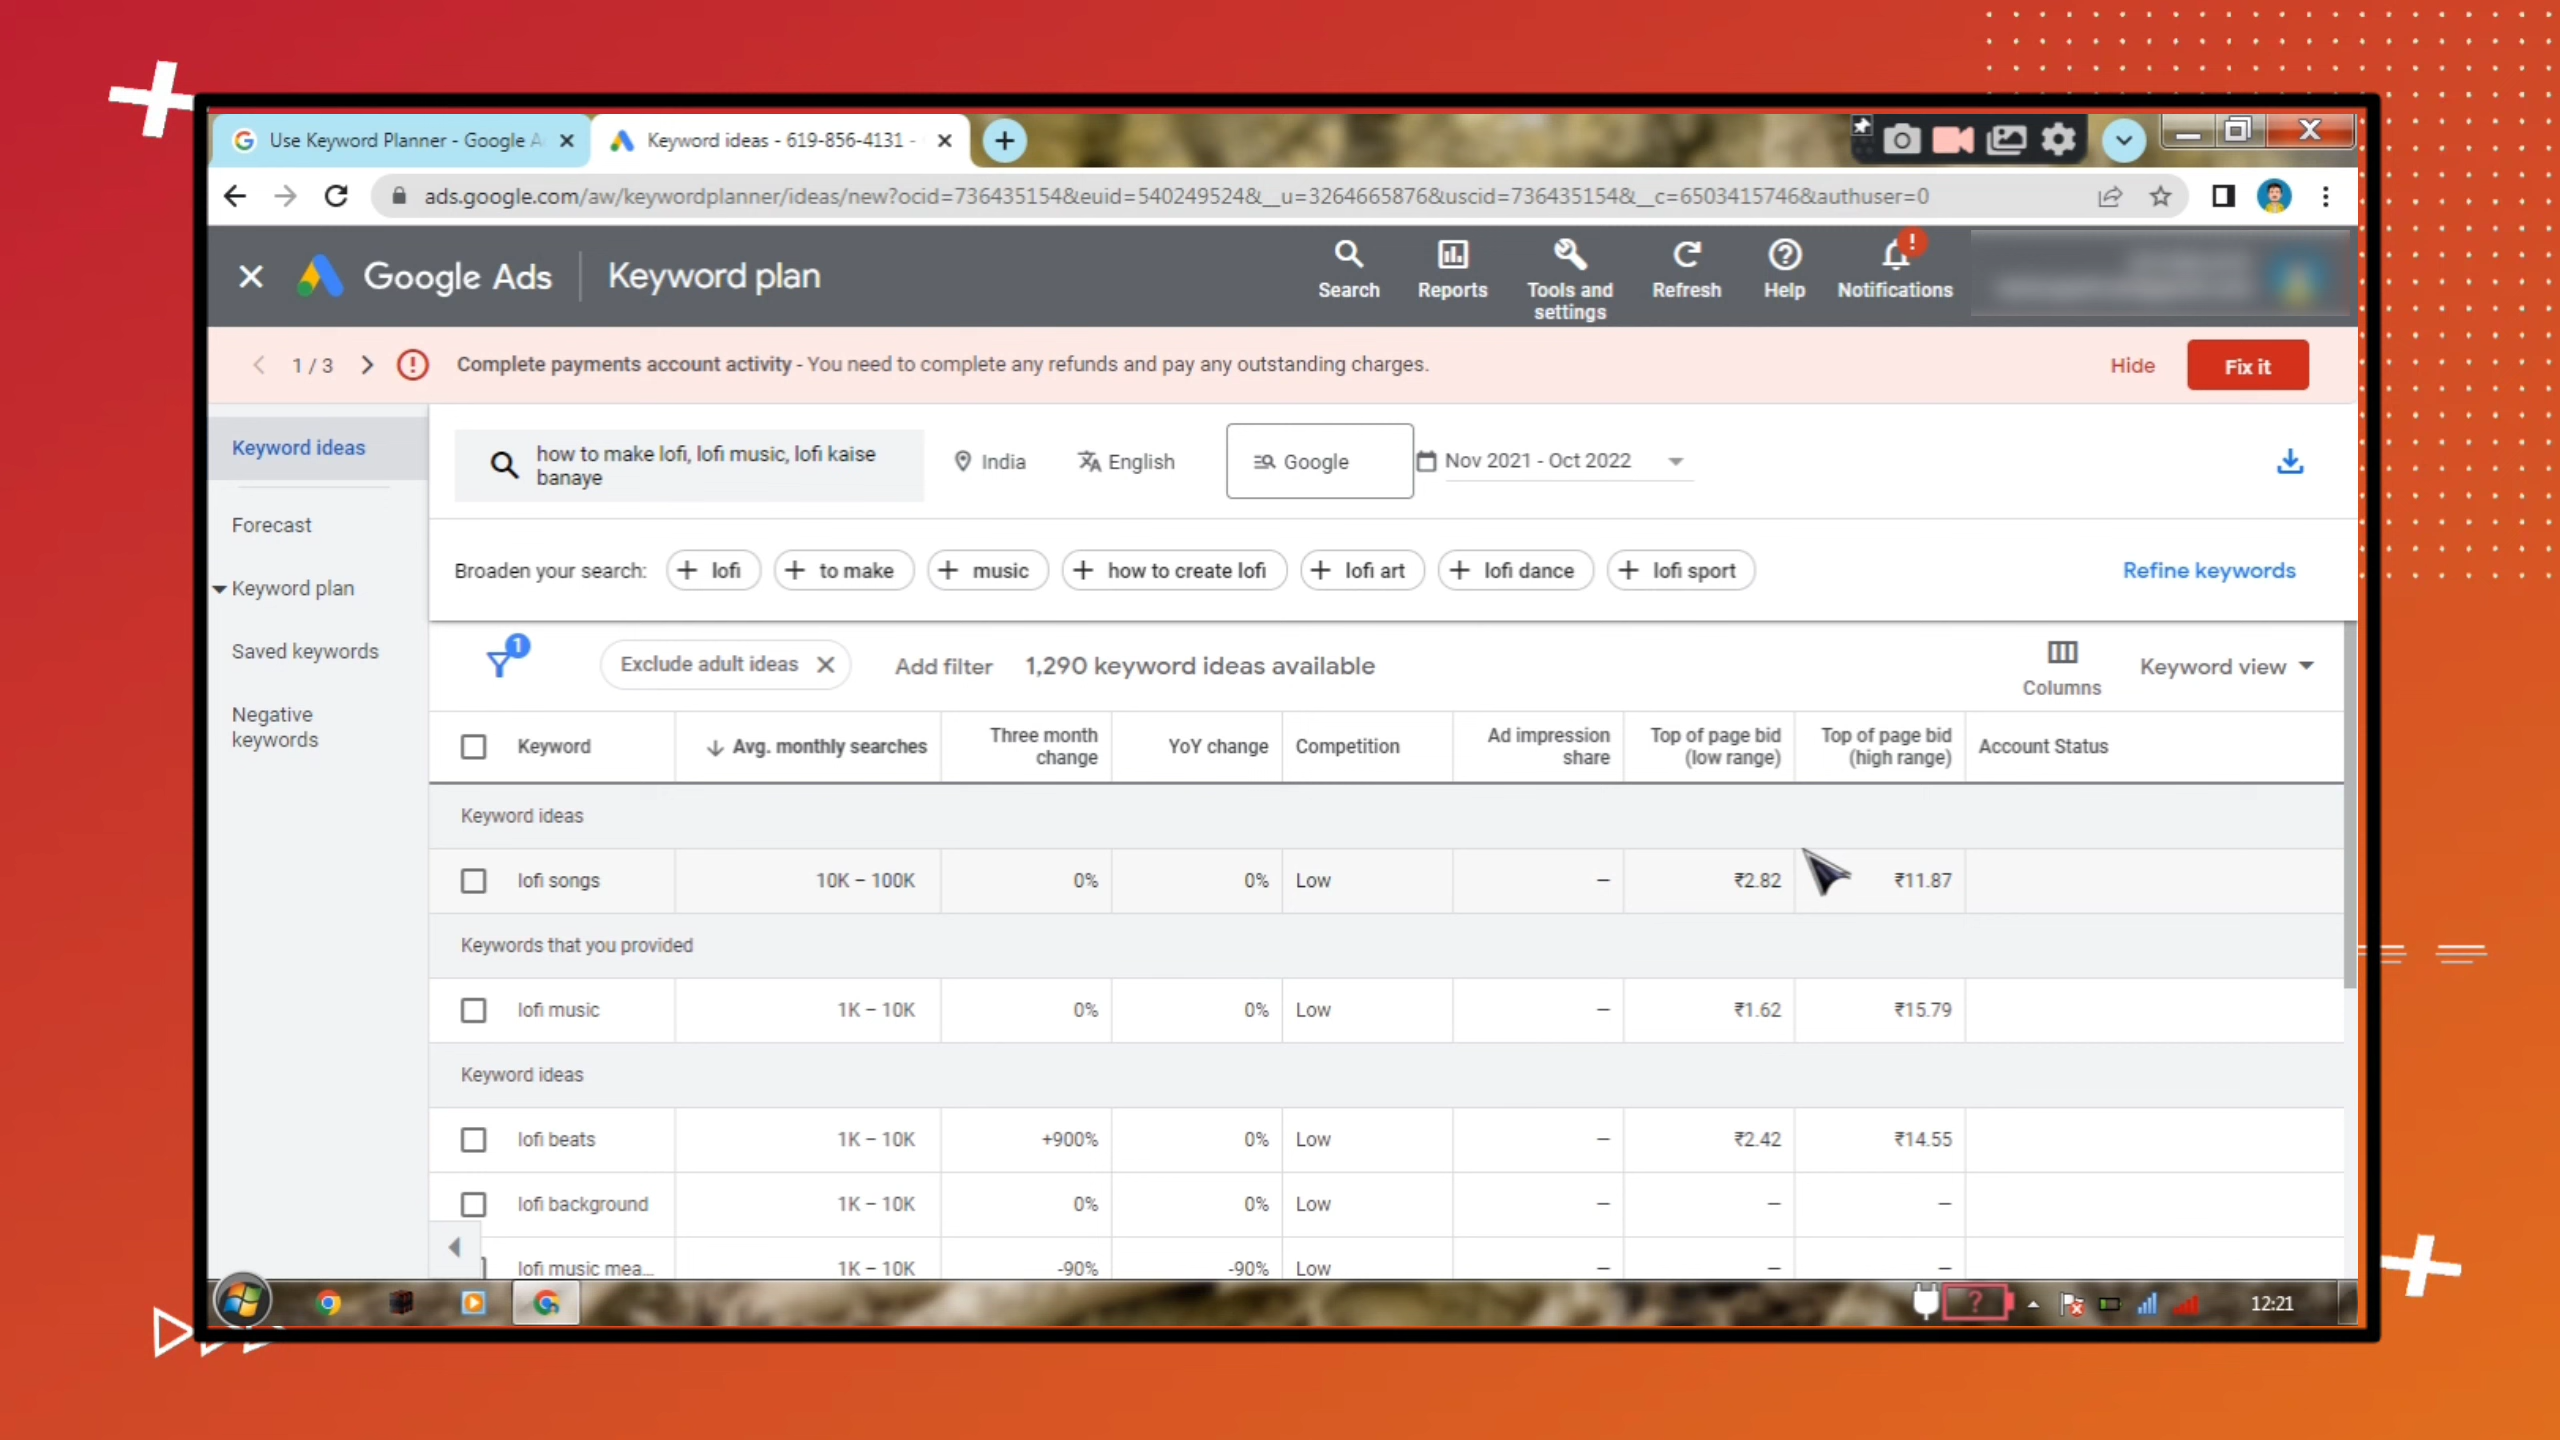 Use Keyword Planner - Google A
Keyword ideas - 619-856-4131 -
ads.google.com/aw/keywordplanner/ideas/new?ocid=736435154&euid=540249524&__u=3264665876&uscid=736435154&__c=6503415746&authuser=0
Google Ads
Keyword plan
Search
Reports
Tools and
settings
Refresh
Help
!
Notifications
1 / 3
Complete payments account activity - You need to complete any refunds and pay any outstanding charges.
Hide
Fix it
Keyword ideas
Forecast
Keyword plan
Saved keywords
Negative
keywords
how to make lofi, lofi music, lofi kaise
banaye
India
English
Google
Nov 2021 - Oct 2022
Broaden your search:
+ lofi
+ to make
+ music
+ how to create lofi
+ lofi art
+ lofi dance
+ lofi sport
Refine keywords
1
Exclude adult ideas
Add filter
1,290 keyword ideas available
Columns
Keyword view
Keyword
Avg. monthly searches
Three month
change
YoY change
Competition
Ad impression
share
Top of page bid
(low range)
Top of page bid
(high range)
Account Status
Keyword ideas
lofi songs 10K – 100K 0% 0% Low – ₹2.82 ₹11.87
Keywords that you provided
lofi music 1K – 10K 0% 0% Low – ₹1.62 ₹15.79
Keyword ideas
lofi beats 1K – 10K +900% 0% Low – ₹2.42 ₹14.55
lofi background 1K – 10K 0% 0% Low – – –
lofi music mea... 1K – 10K -90% -90% Low – – –
?
12:21